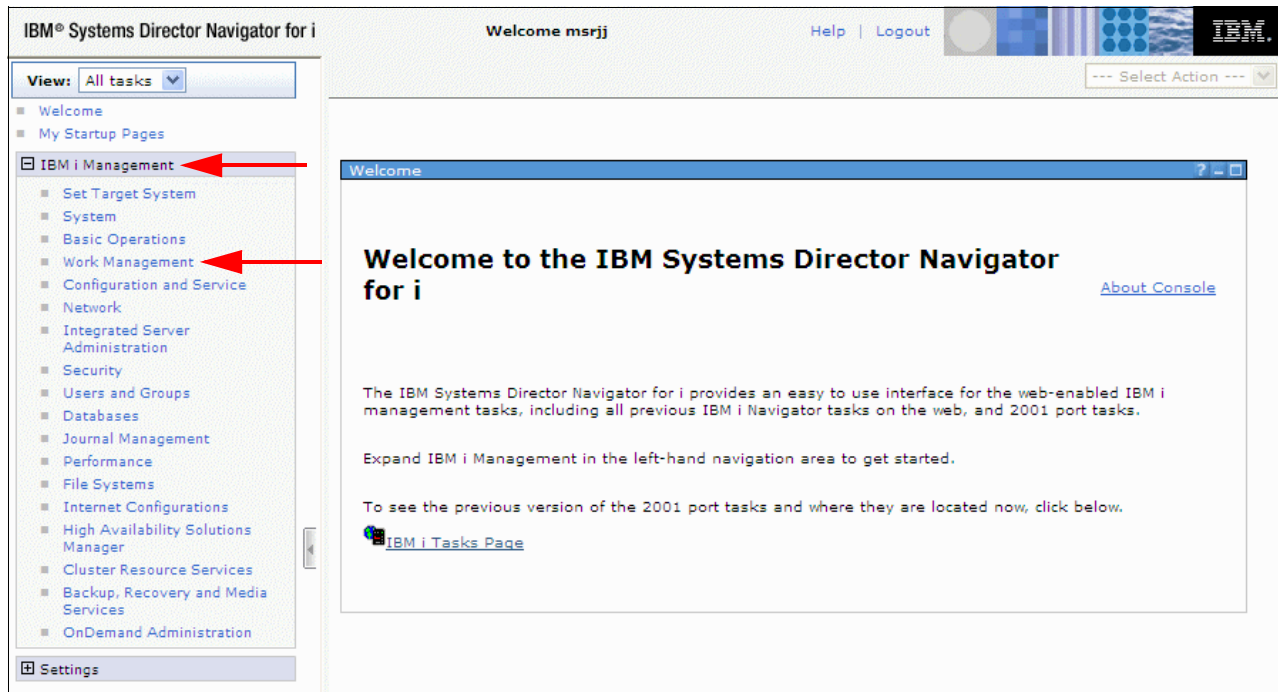 IBM® Systems Director Navigator for i
Welcome msrjj
Help | Logout
IBM.
View: All tasks
--- Select Action ---
Welcome
My Startup Pages
IBM i Management
Set Target System
System
Basic Operations
Work Management
Configuration and Service
Network
Integrated Server
Administration
Security
Users and Groups
Databases
Journal Management
Performance
File Systems
Internet Configurations
High Availability Solutions
Manager
Cluster Resource Services
Backup, Recovery and Media
Services
OnDemand Administration
Settings
Welcome
Welcome to the IBM Systems Director Navigator
for i
About Console
The IBM Systems Director Navigator for i provides an easy to use interface for the web-enabled IBM i
management tasks, including all previous IBM i Navigator tasks on the web, and 2001 port tasks.
Expand IBM i Management in the left-hand navigation area to get started.
To see the previous version of the 2001 port tasks and where they are located now, click below.
IBM i Tasks Page